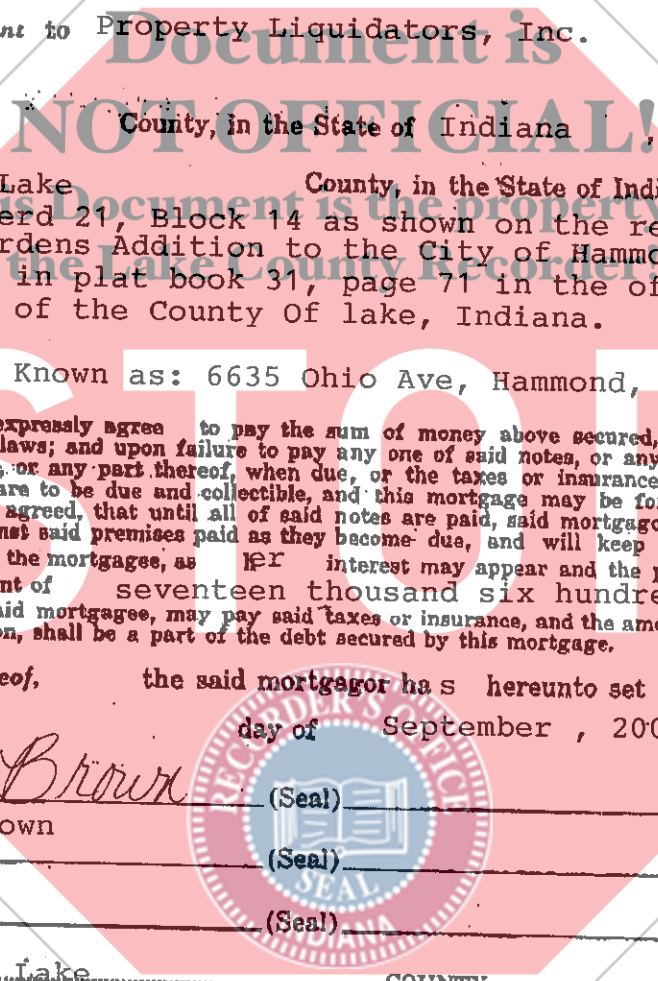 nt to Property Liquidators, Inc.
Document is
NOT OFFICIAL!
County, in the State of Indiana ,
Lake County, in the State of Indi
is Document is the property
erd 21, Block 14 as shown on the re
rdens Addition to the City of Hammo
the Lake County Recorder!
in plat book 31, page 71 in the of
of the County Of lake, Indiana.
STOP
Known as: 6635 Ohio Ave, Hammond,
expressly agree to pay the sum of money above secured,
laws; and upon failure to pay any one of said notes, or any
, or any part thereof, when due, or the taxes or insurance
are to be due and collectible, and this mortgage may be for
agreed, that until all of said notes are paid, said mortgago
nst said premises paid as they become due, and will keep
the mortgagee, as her interest may appear and the
nt of seventeen thousand six hundre
aid mortgagee, may pay said taxes or insurance, and the amo
on, shall be a part of the debt secured by this mortgage.
eof, the said mortgagor has hereunto set
day of September , 200
Brown (Seal)
own
(Seal)
(Seal)
RECORDER'S OFFICE
SEAL
INDIANA
Lake COUNTY